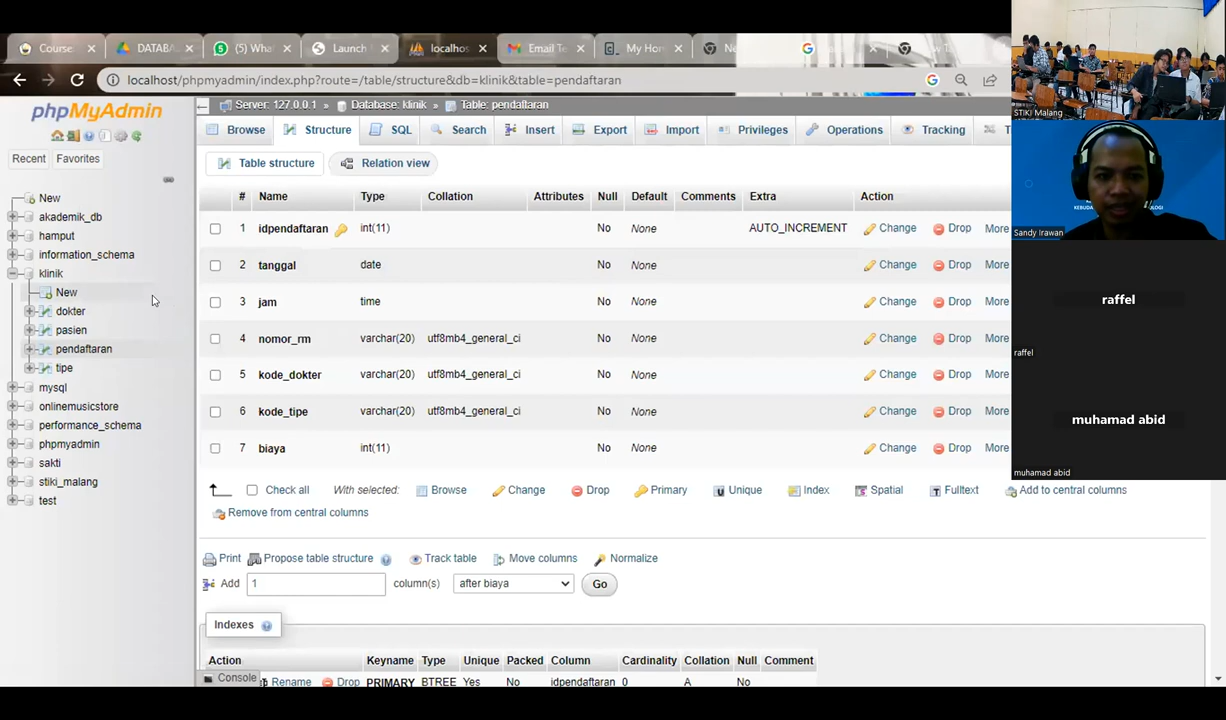 Course
DATAB
(5) Wha
Launch
localhos
Email Te
My Ho
localhost/phpmyadmin/index.php?route=/table/structure&db=klinik&table=pendaftaran
phpMyAdmin
Recent
Favorites
New
akademik_db
hamput
information_schema
klinik
New
dokter
pasien
pendaftaran
tipe
mysql
onlinemusicstore
performance_schema
phpmyadmin
sakti
stiki_malang
test
Server: 127.0.0.1 » Database: klinik » Table: pendaftaran
Browse Structure SQL Search Insert Export Import Privileges Operations Tracking
Table structure Relation view
# Name Type Collation Attributes Null Default Comments Extra Action
1 idpendaftaran int(11) No None AUTO_INCREMENT Change Drop More
2 tanggal date No None Change Drop More
3 jam time No None Change Drop More
4 nomor_rm varchar(20) utf8mb4_general_ci No None Change Drop More
5 kode_dokter varchar(20) utf8mb4_general_ci No None Change Drop More
6 kode_tipe varchar(20) utf8mb4_general_ci No None Change Drop More
7 biaya int(11) No None Change Drop More
Check all With selected: Browse Change Drop Primary Unique Index Spatial Fulltext Add to central columns
Remove from central columns
Print Propose table structure Track table Move columns Normalize
Add 1 column(s) after biaya Go
Indexes
Action Keyname Type Unique Packed Column Cardinality Collation Null Comment
Rename Drop PRIMARY BTREE Yes No idpendaftaran 0 A No
Console
STIKI Malang
Sandy Irawan
raffel
raffel
muhamad abid
muhamad abid